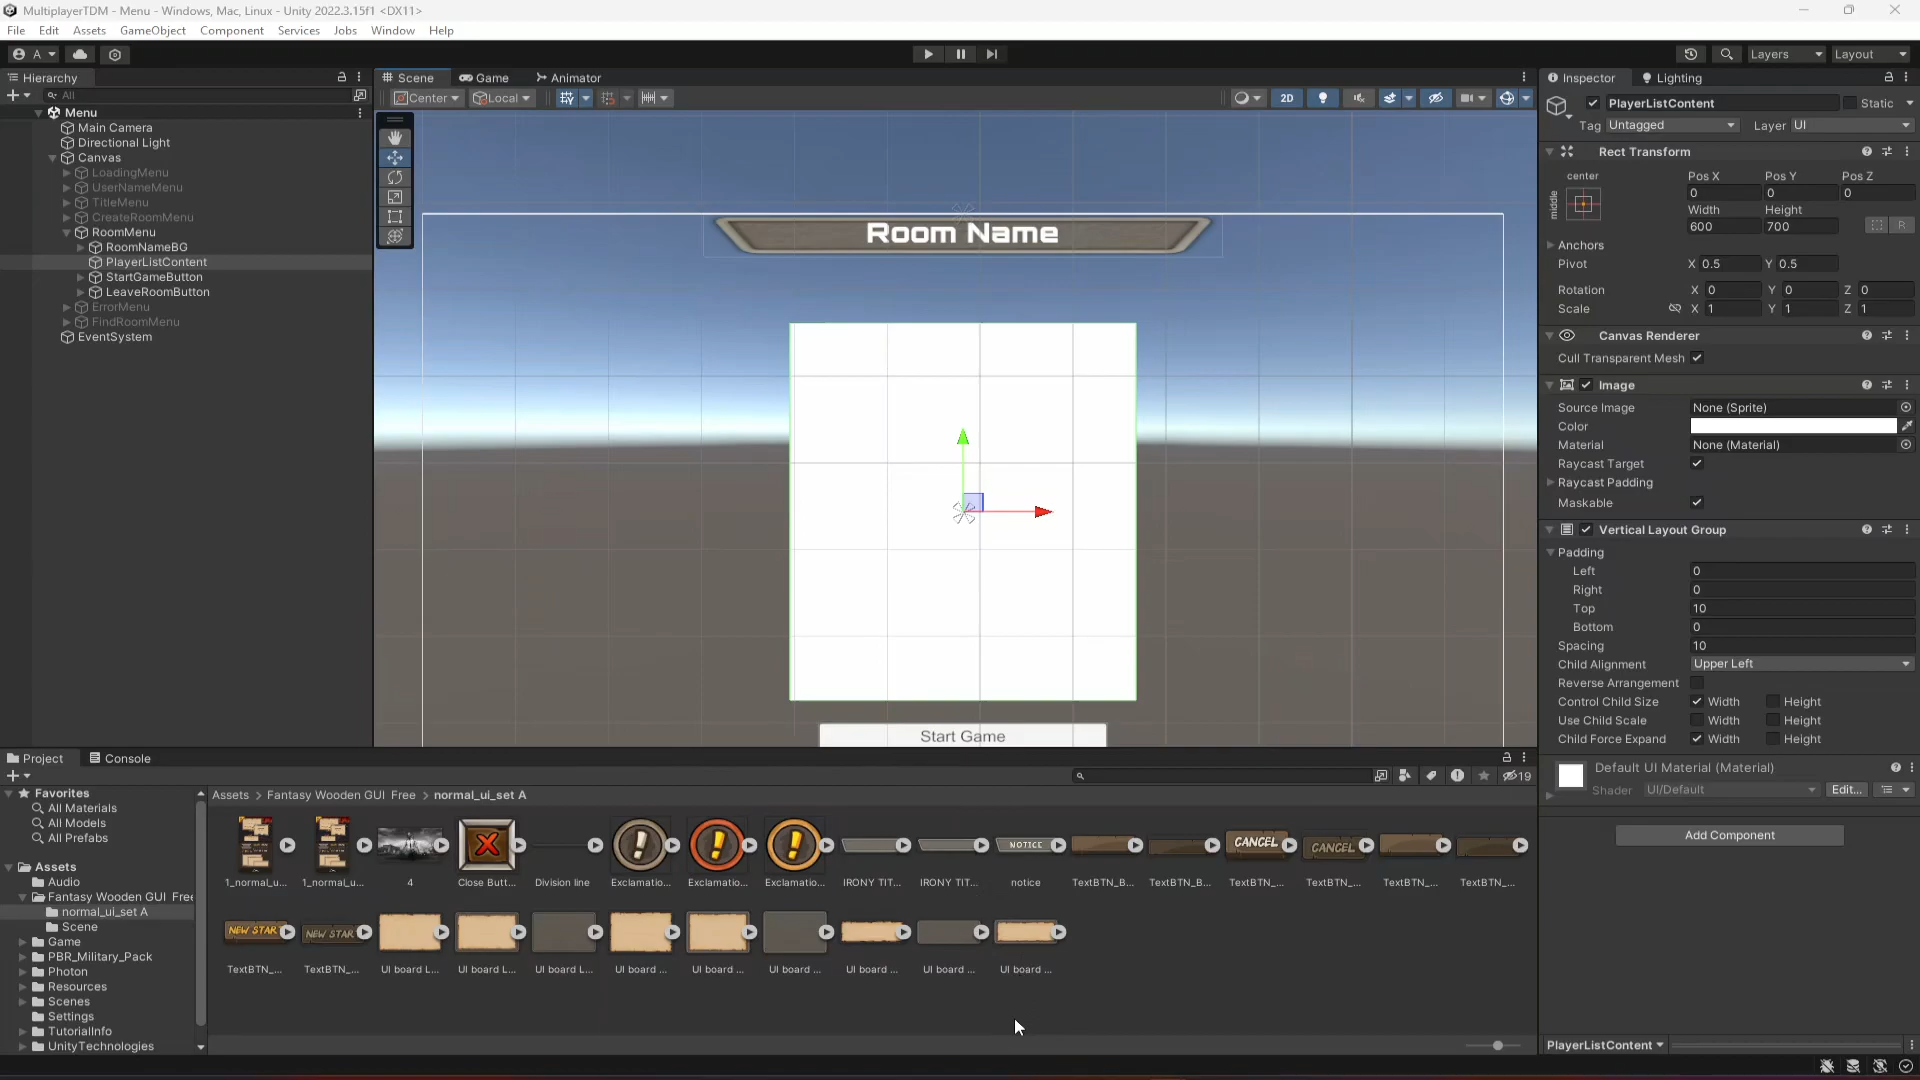 MultiplayerTDM - Menu - Windows, Mac, Linux - Unity 2022.3.15f1 <DX11>
File Edit Assets GameObject Component Services Jobs Window Help
A Layers Layout
Hierarchy
All
Menu
Main Camera
Directional Light
Canvas
LoadingMenu
UserNameMenu
TitleMenu
CreateRoomMenu
RoomMenu
RoomNameBG
PlayerListContent
StartGameButton
LeaveRoomButton
ErrorMenu
FindRoomMenu
EventSystem
Scene Game Animator
Center Local 2D
Room Name
Start Game
Inspector Lighting
PlayerListContent Static
Tag Untagged Layer UI
Rect Transform
center Pos X Pos Y Pos Z
middle 0 0 0
Width Height
600 700 R
Anchors
Pivot X 0.5 Y 0.5
Rotation X 0 Y 0 Z 0
Scale X 1 Y 1 Z 1
Canvas Renderer
Cull Transparent Mesh
Image
Source Image None (Sprite)
Color
Material None (Material)
Raycast Target
Raycast Padding
Maskable
Vertical Layout Group
Padding
Left 0
Right 0
Top 10
Bottom 0
Spacing 10
Child Alignment Upper Left
Reverse Arrangement
Control Child Size Width Height
Use Child Scale Width Height
Child Force Expand Width Height
Default UI Material (Material)
Shader UI/Default Edit...
Add Component
PlayerListContent
Project Console
19
Favorites
All Materials
All Models
All Prefabs
Assets
Audio
Fantasy Wooden GUI Free
normal_ui_set A
Scene
Game
PBR_Military_Pack
Photon
Resources
Scenes
Settings
TutorialInfo
UnityTechnologies
Assets > Fantasy Wooden GUI Free > normal_ui_set A
NOTICE CANCEL CANCEL
1_normal_u... 1_normal_u... 4 Close Butt... Division line Exclamatio... Exclamatio... Exclamatio... IRONY TIT... IRONY TIT... notice TextBTN_B... TextBTN_B... TextBTN_... TextBTN_... TextBTN_... TextBTN_...
NEW START NEW START
TextBTN_... TextBTN_... UI board L... UI board L... UI board L... UI board ... UI board ... UI board ... UI board ... UI board ... UI board ...